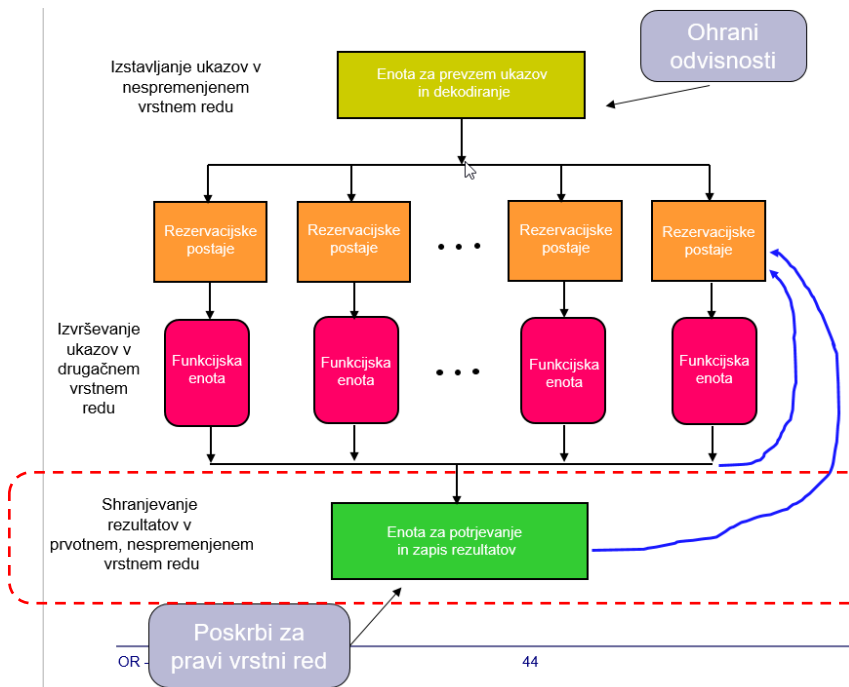 Ohrani
odvisnosti
Izstavljanje ukazov v
nespremenjenem
vrstnem redu
Enota za prevzem ukazov
in dekodiranje
Rezervacijske
postaje
Rezervacijske
postaje
Rezervacijske
postaje
Rezervacijske
postaje
Izvrševanje
ukazov v
drugačnem
vrstnem
redu
Funkcijska
enota
Funkcijska
enota
Funkcijska
enota
Funkcijska
enota
Shranjevanje
rezultatov v
prvotnem, nespremenjenem
vrstnem redu
Enota za potrjevanje
in zapis rezultatov
Poskrbi za
pravi vrstni red
OR -
44